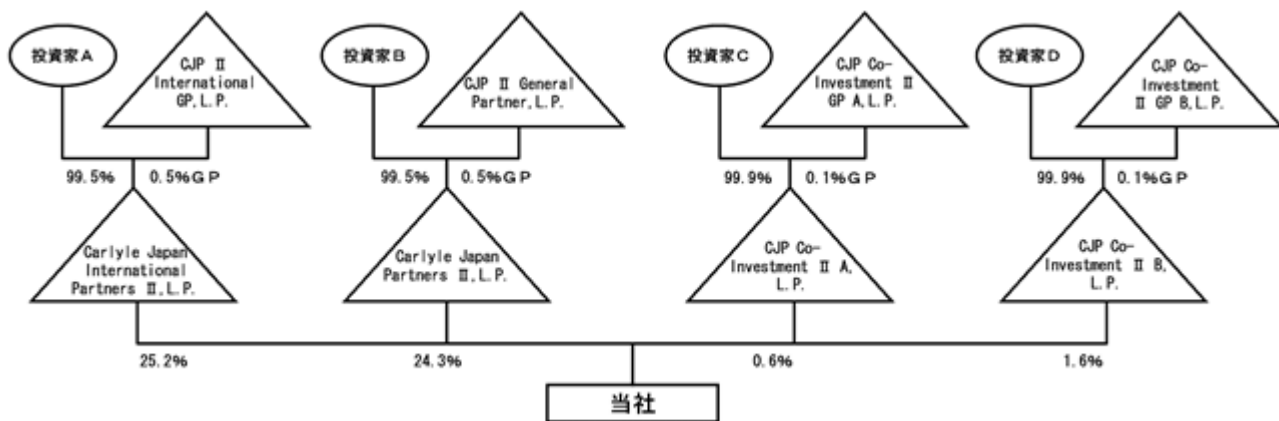 投資家A
CJP Ⅱ
International
GP,L.P.
投資家B
CJP Ⅱ General
Partner,L.P.
投資家C
CJP Co-
Investment Ⅱ
GP A,L.P.
投資家D
CJP Co-
Investment
Ⅱ GP B,L.P.
99.5%
0.5%GP
99.5%
0.5%GP
99.9%
0.1%GP
99.9%
0.1%GP
Carlyle Japan
International
Partners Ⅱ,L.P.
Carlyle Japan
Partners Ⅱ,L.P.
CJP Co-
Investment Ⅱ A,
L.P.
CJP Co-
Investment Ⅱ B,
L.P.
25.2%
24.3%
0.6%
1.6%
当社